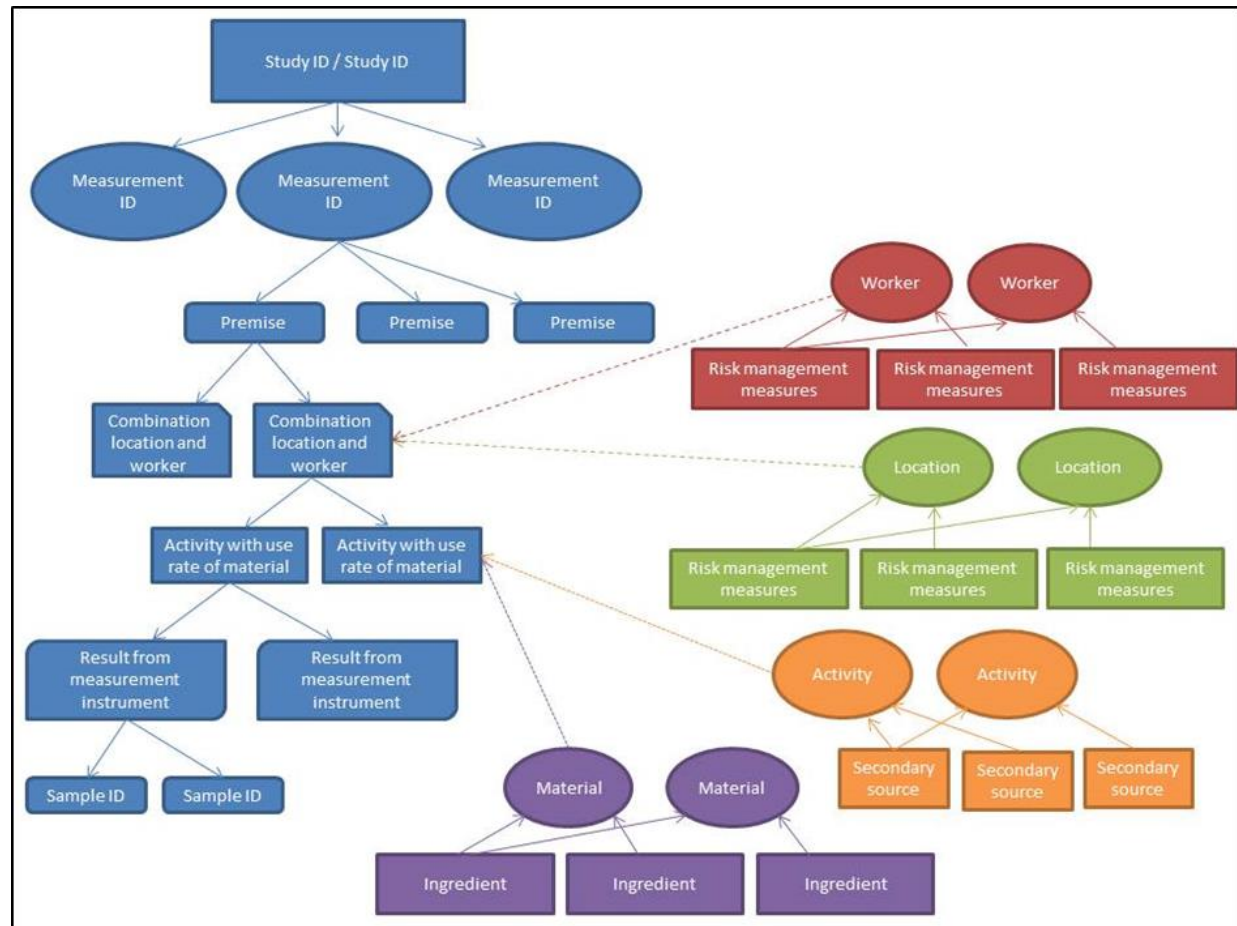 Study ID / Study ID
Measurement
ID
Measurement
ID
Measurement
ID
Premise
Premise
Premise
Combination
location and
worker
Combination
location and
worker
Activity with use
rate of material
Activity with use
rate of material
Result from
measurement
instrument
Result from
measurement
instrument
Sample ID
Sample ID
Worker
Worker
Risk management
measures
Risk management
measures
Risk management
measures
Location
Location
Risk management
measures
Risk management
measures
Risk management
measures
Activity
Activity
Secondary
source
Secondary
source
Secondary
source
Material
Material
Ingredient
Ingredient
Ingredient